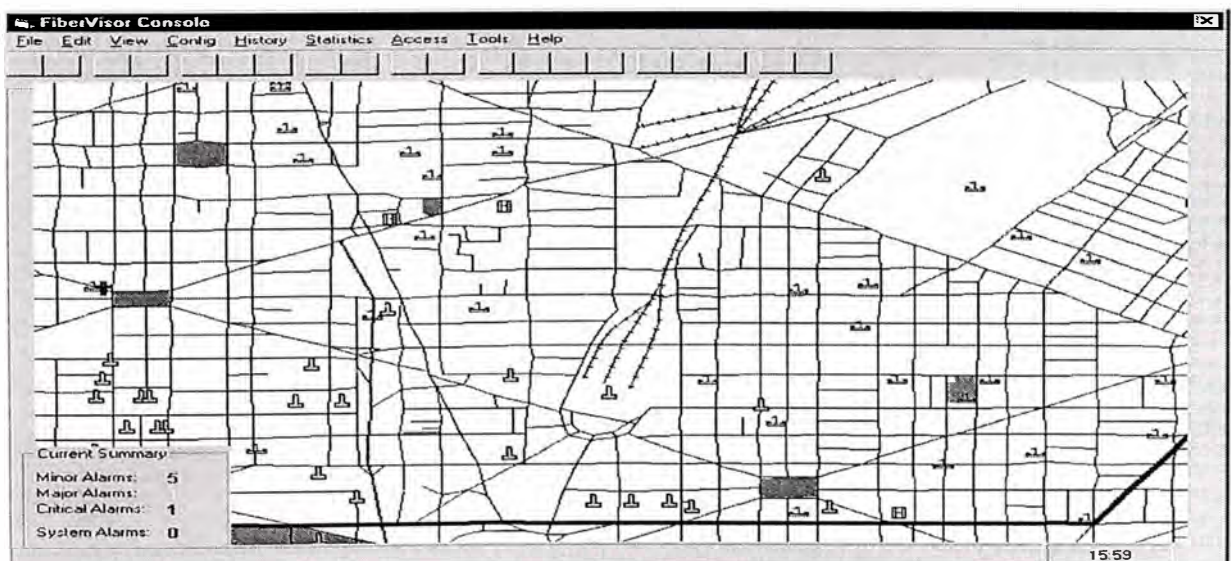 FiberVisor Console
File Edit View Config History Statistics Access Tools Help
Current Summary
Minor Alarms: 5
Major Alarms:
Critical Alarms: 1
System Alarms: 0
15:59